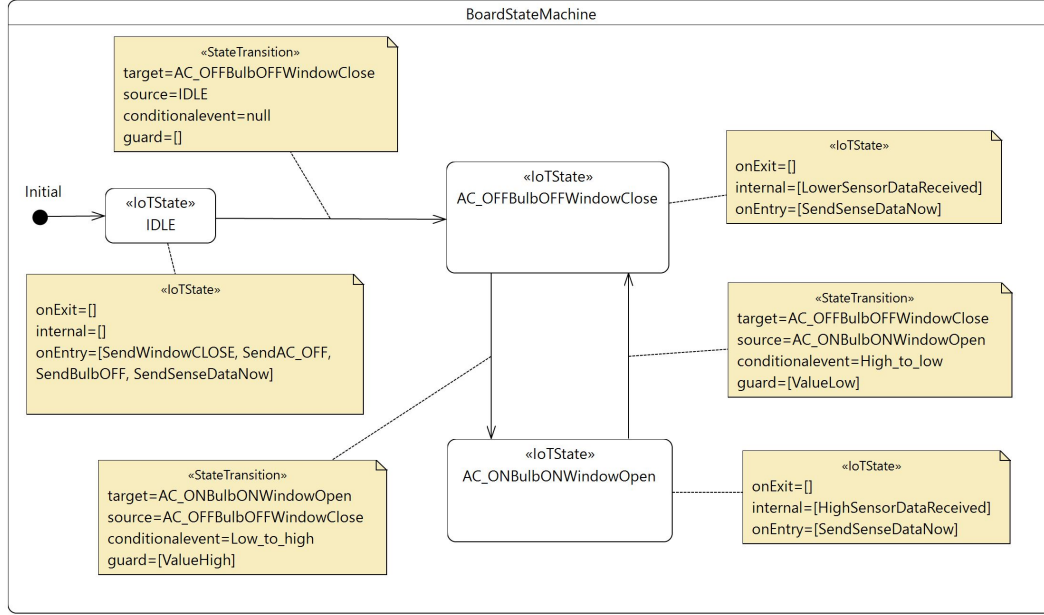 BoardStateMachine
«StateTransition»
target=AC_OFFBulbOFFWindowClose
source=IDLE
conditionalevent=null
guard=[]
Initial
«IoTState»
IDLE
«IoTState»
AC_OFFBulbOFFWindowClose
«IoTState»
onExit=[]
internal=[LowerSensorDataReceived]
onEntry=[SendSenseDataNow]
«IoTState»
onExit=[]
internal=[]
onEntry=[SendWindowCLOSE, SendAC_OFF,
SendBulbOFF, SendSenseDataNow]
«StateTransition»
target=AC_OFFBulbOFFWindowClose
source=AC_ONBulbONWindowOpen
conditionalevent=High_to_low
guard=[ValueLow]
«StateTransition»
target=AC_ONBulbONWindowOpen
source=AC_OFFBulbOFFWindowClose
conditionalevent=Low_to_high
guard=[ValueHigh]
«IoTState»
AC_ONBulbONWindowOpen
«IoTState»
onExit=[]
internal=[HighSensorDataReceived]
onEntry=[SendSenseDataNow]